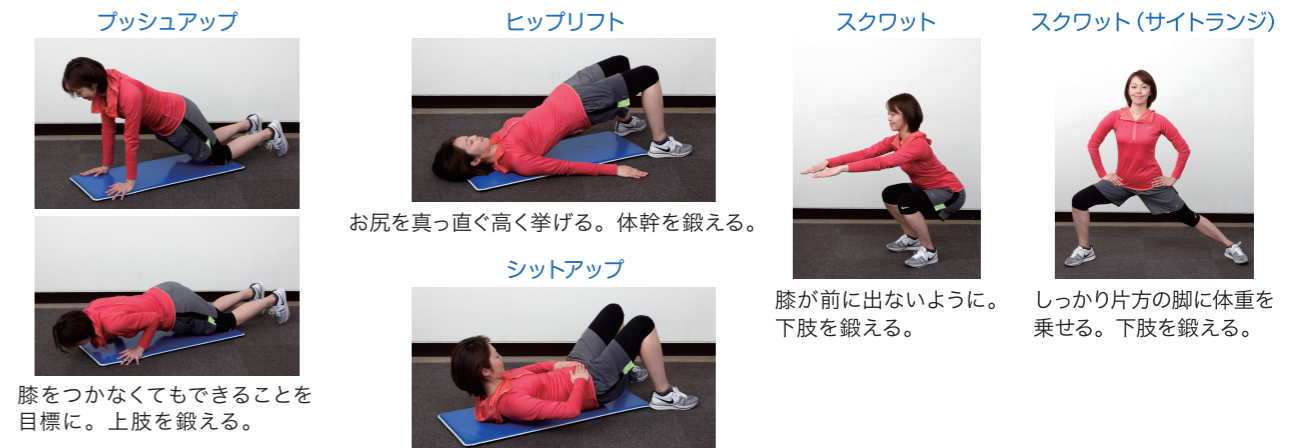 プッシュアップ
膝をつかなくてもできることを
目標に。上肢を鍛える。
ヒップリフト
お尻を真っ直ぐ高く挙げる。体幹を鍛える。
シットアップ
スクワット
膝が前に出ないように。
下肢を鍛える。
スクワット（サイトランジ）
しっかり片方の脚に体重を
乗せる。下肢を鍛える。